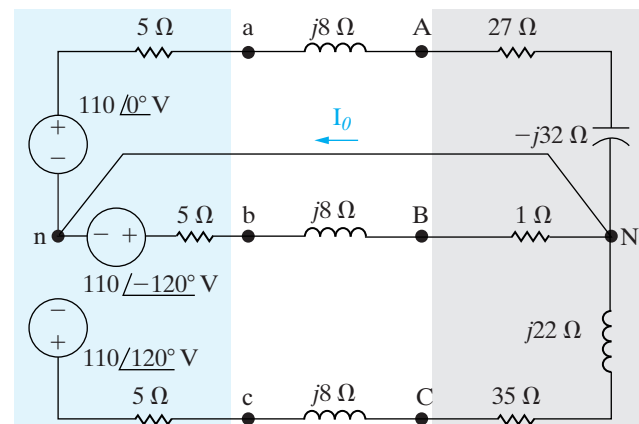 5 Ω a j8 Ω A 27 Ω
110 /0° V
+
−
I0
−j32 Ω
5 Ω b j8 Ω B 1 Ω
n − + N
110 /−120° V
−
+
110 /120° V
j22 Ω
5 Ω c j8 Ω C 35 Ω